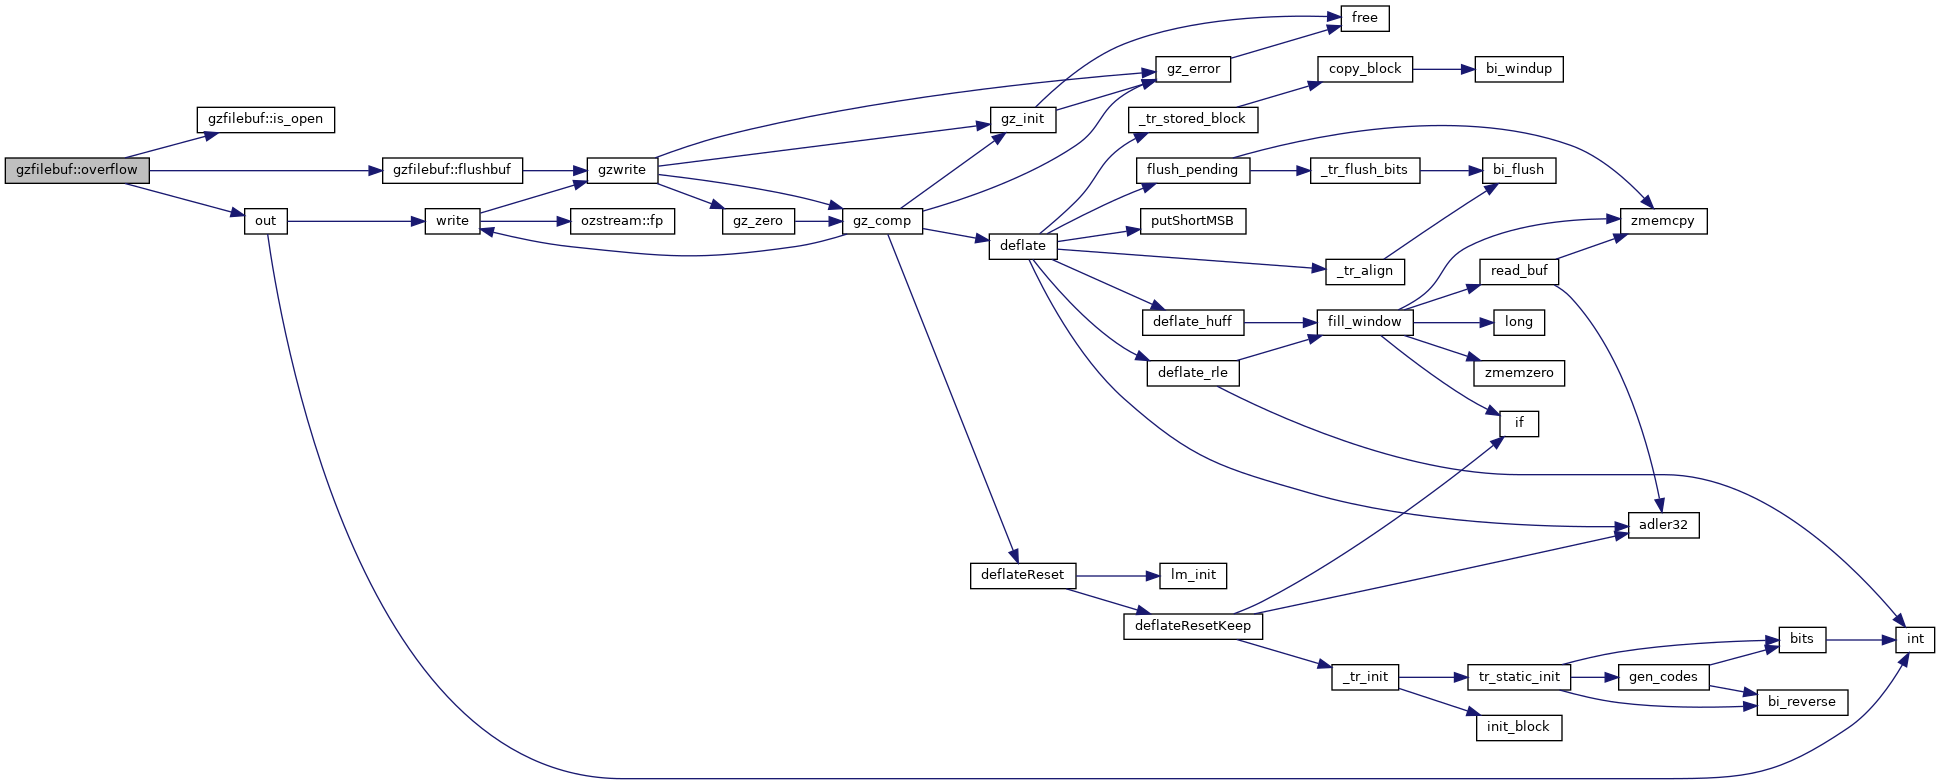 free
gz_error
copy_block
bi_windup
gzfilebuf::is_open
gz_init
_tr_stored_block
gzfilebuf::overflow
gzfilebuf::flushbuf
gzwrite
flush_pending
_tr_flush_bits
bi_flush
out
write
ozstream::fp
gz_zero
gz_comp
putShortMSB
zmemcpy
deflate
_tr_align
read_buf
deflate_huff
fill_window
long
deflate_rle
zmemzero
if
adler32
deflateReset
lm_init
deflateResetKeep
bits
int
_tr_init
tr_static_init
gen_codes
bi_reverse
init_block